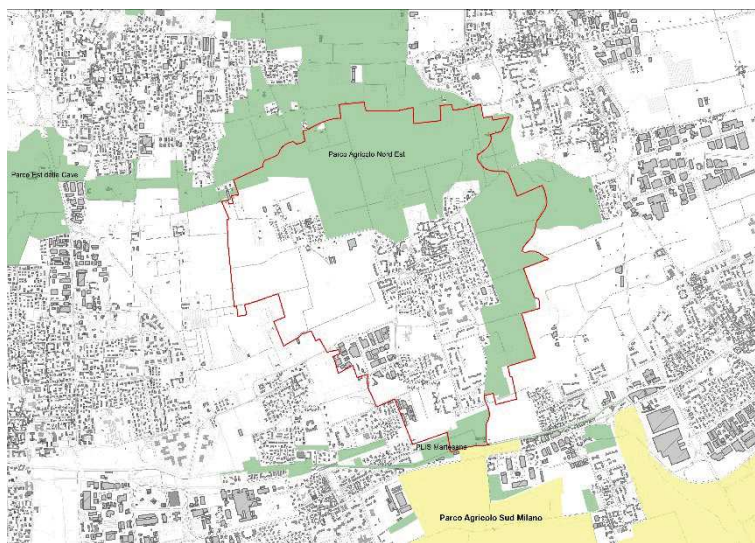 Parco Agricolo Nord Est
Parco Est delle Cave
PLIS Martesana
Parco Agricolo Sud Milano